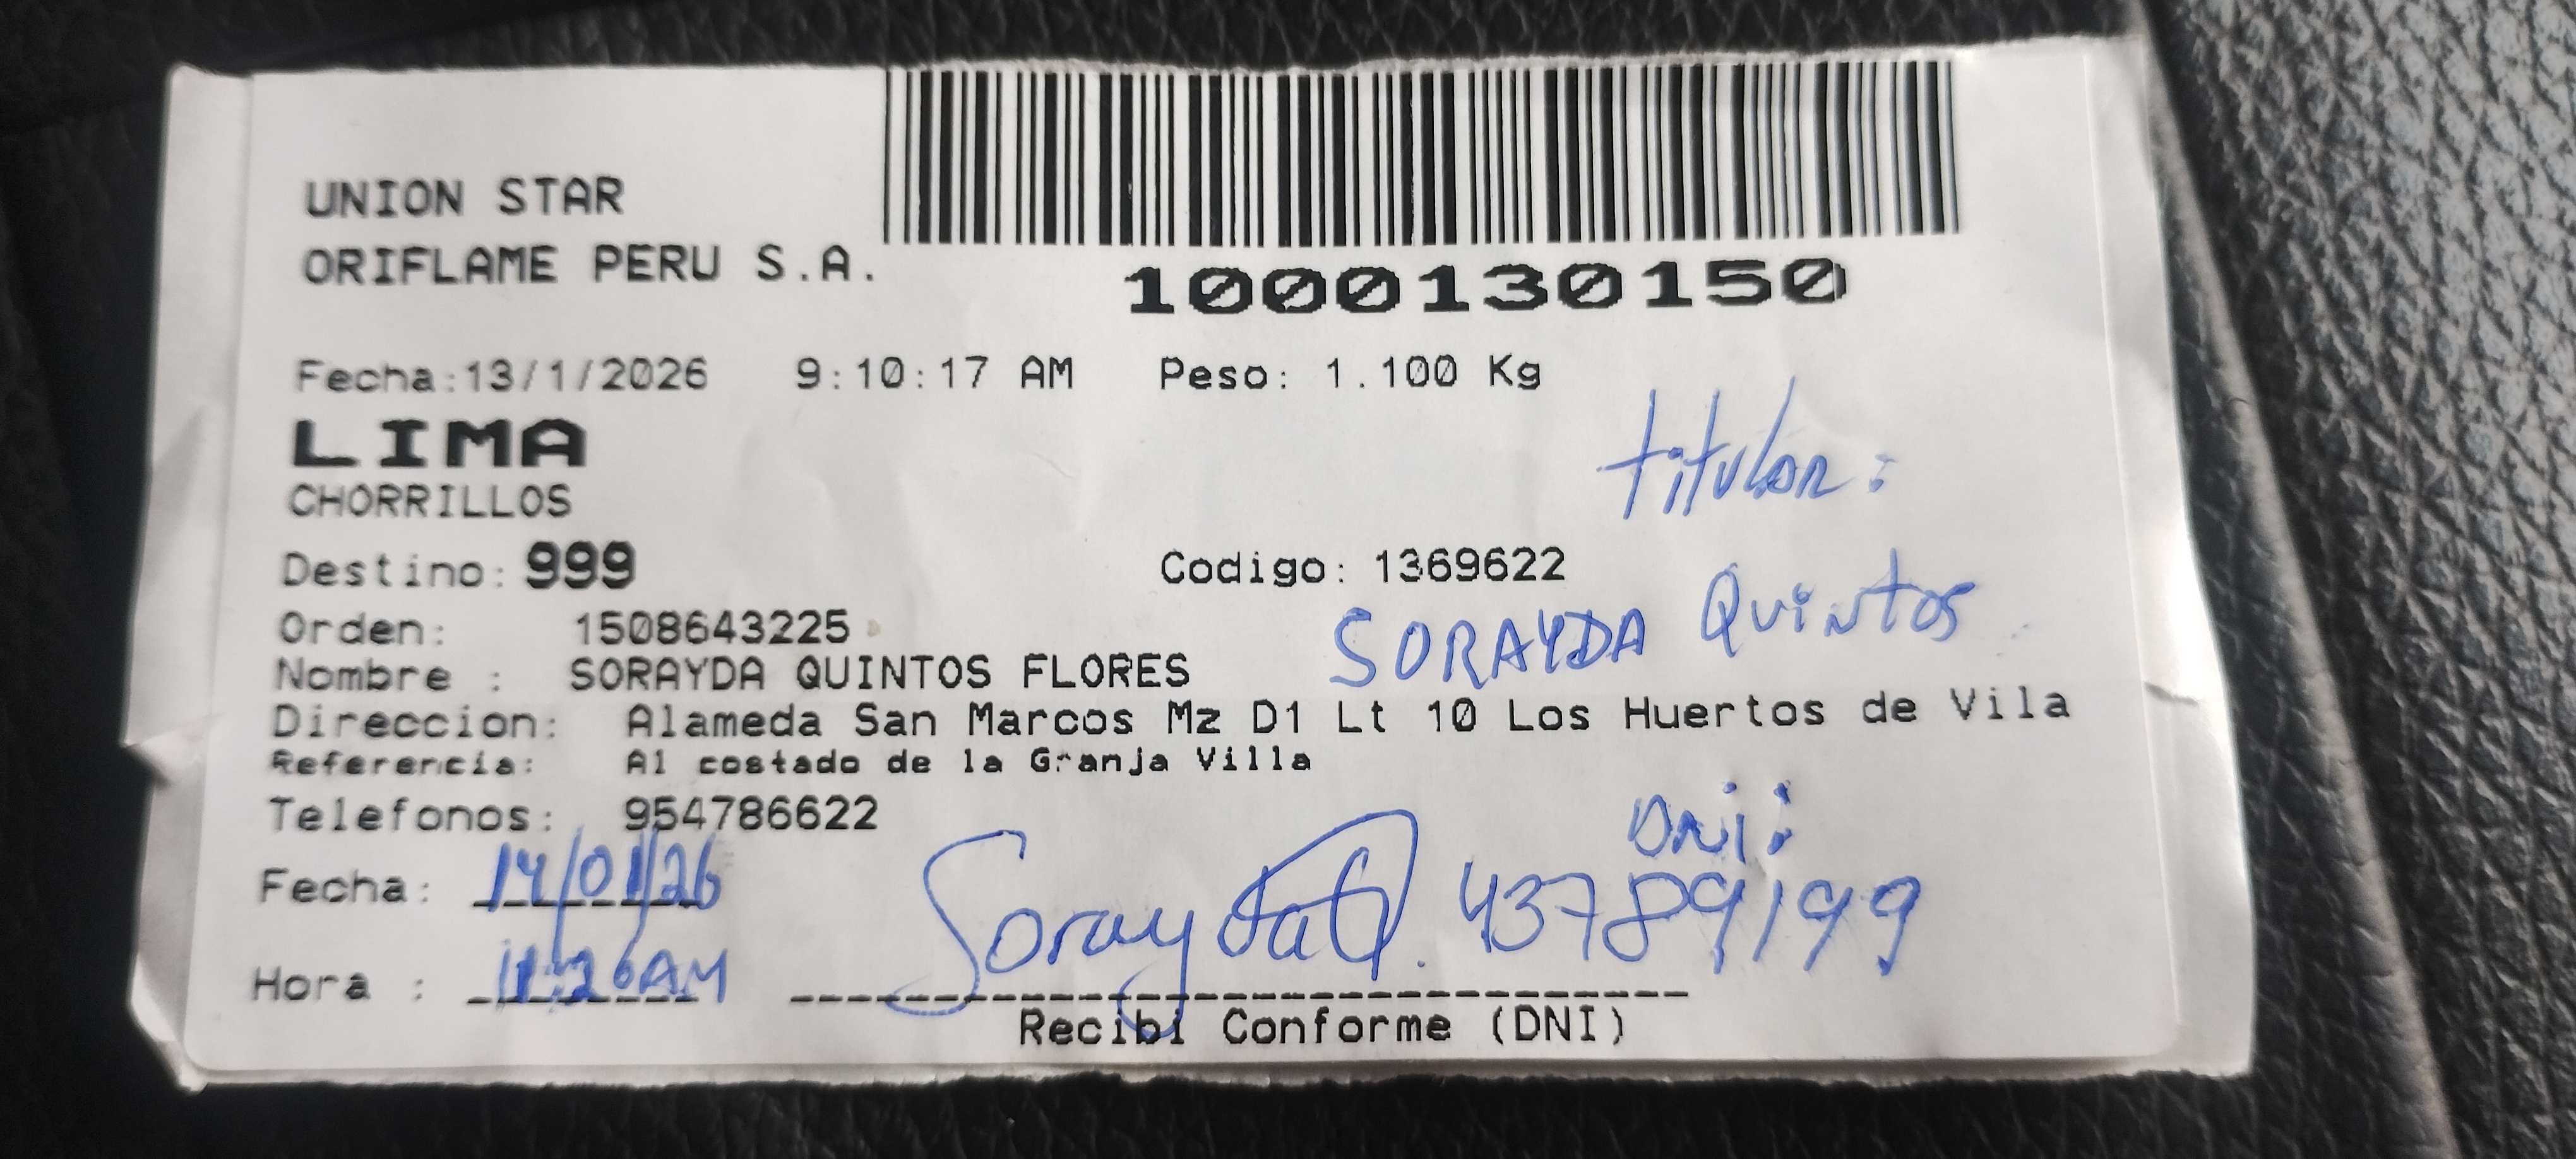 UNION STAR
ORIFLAME PERU S.A.
1000130150
Fecha:13/1/2026 9:10:17 AM Peso: 1.100 Kg
LIMA
CHORRILLOS
titular:
Destino: 999 Codigo: 1369622
Orden: 1508643225
SORAYDA Quintos
Nombre : SORAYDA QUINTOS FLORES
Direccion: Alameda San Marcos Mz D1 Lt 10 Los Huertos de Vila
Referencia: Al costado de la Granja Villa
Telefonos: 954786622
DNI:
Fecha: 14/01/26
SoraydaQ. 43789199
Hora : 11:26AM
Recibi Conforme (DNI)